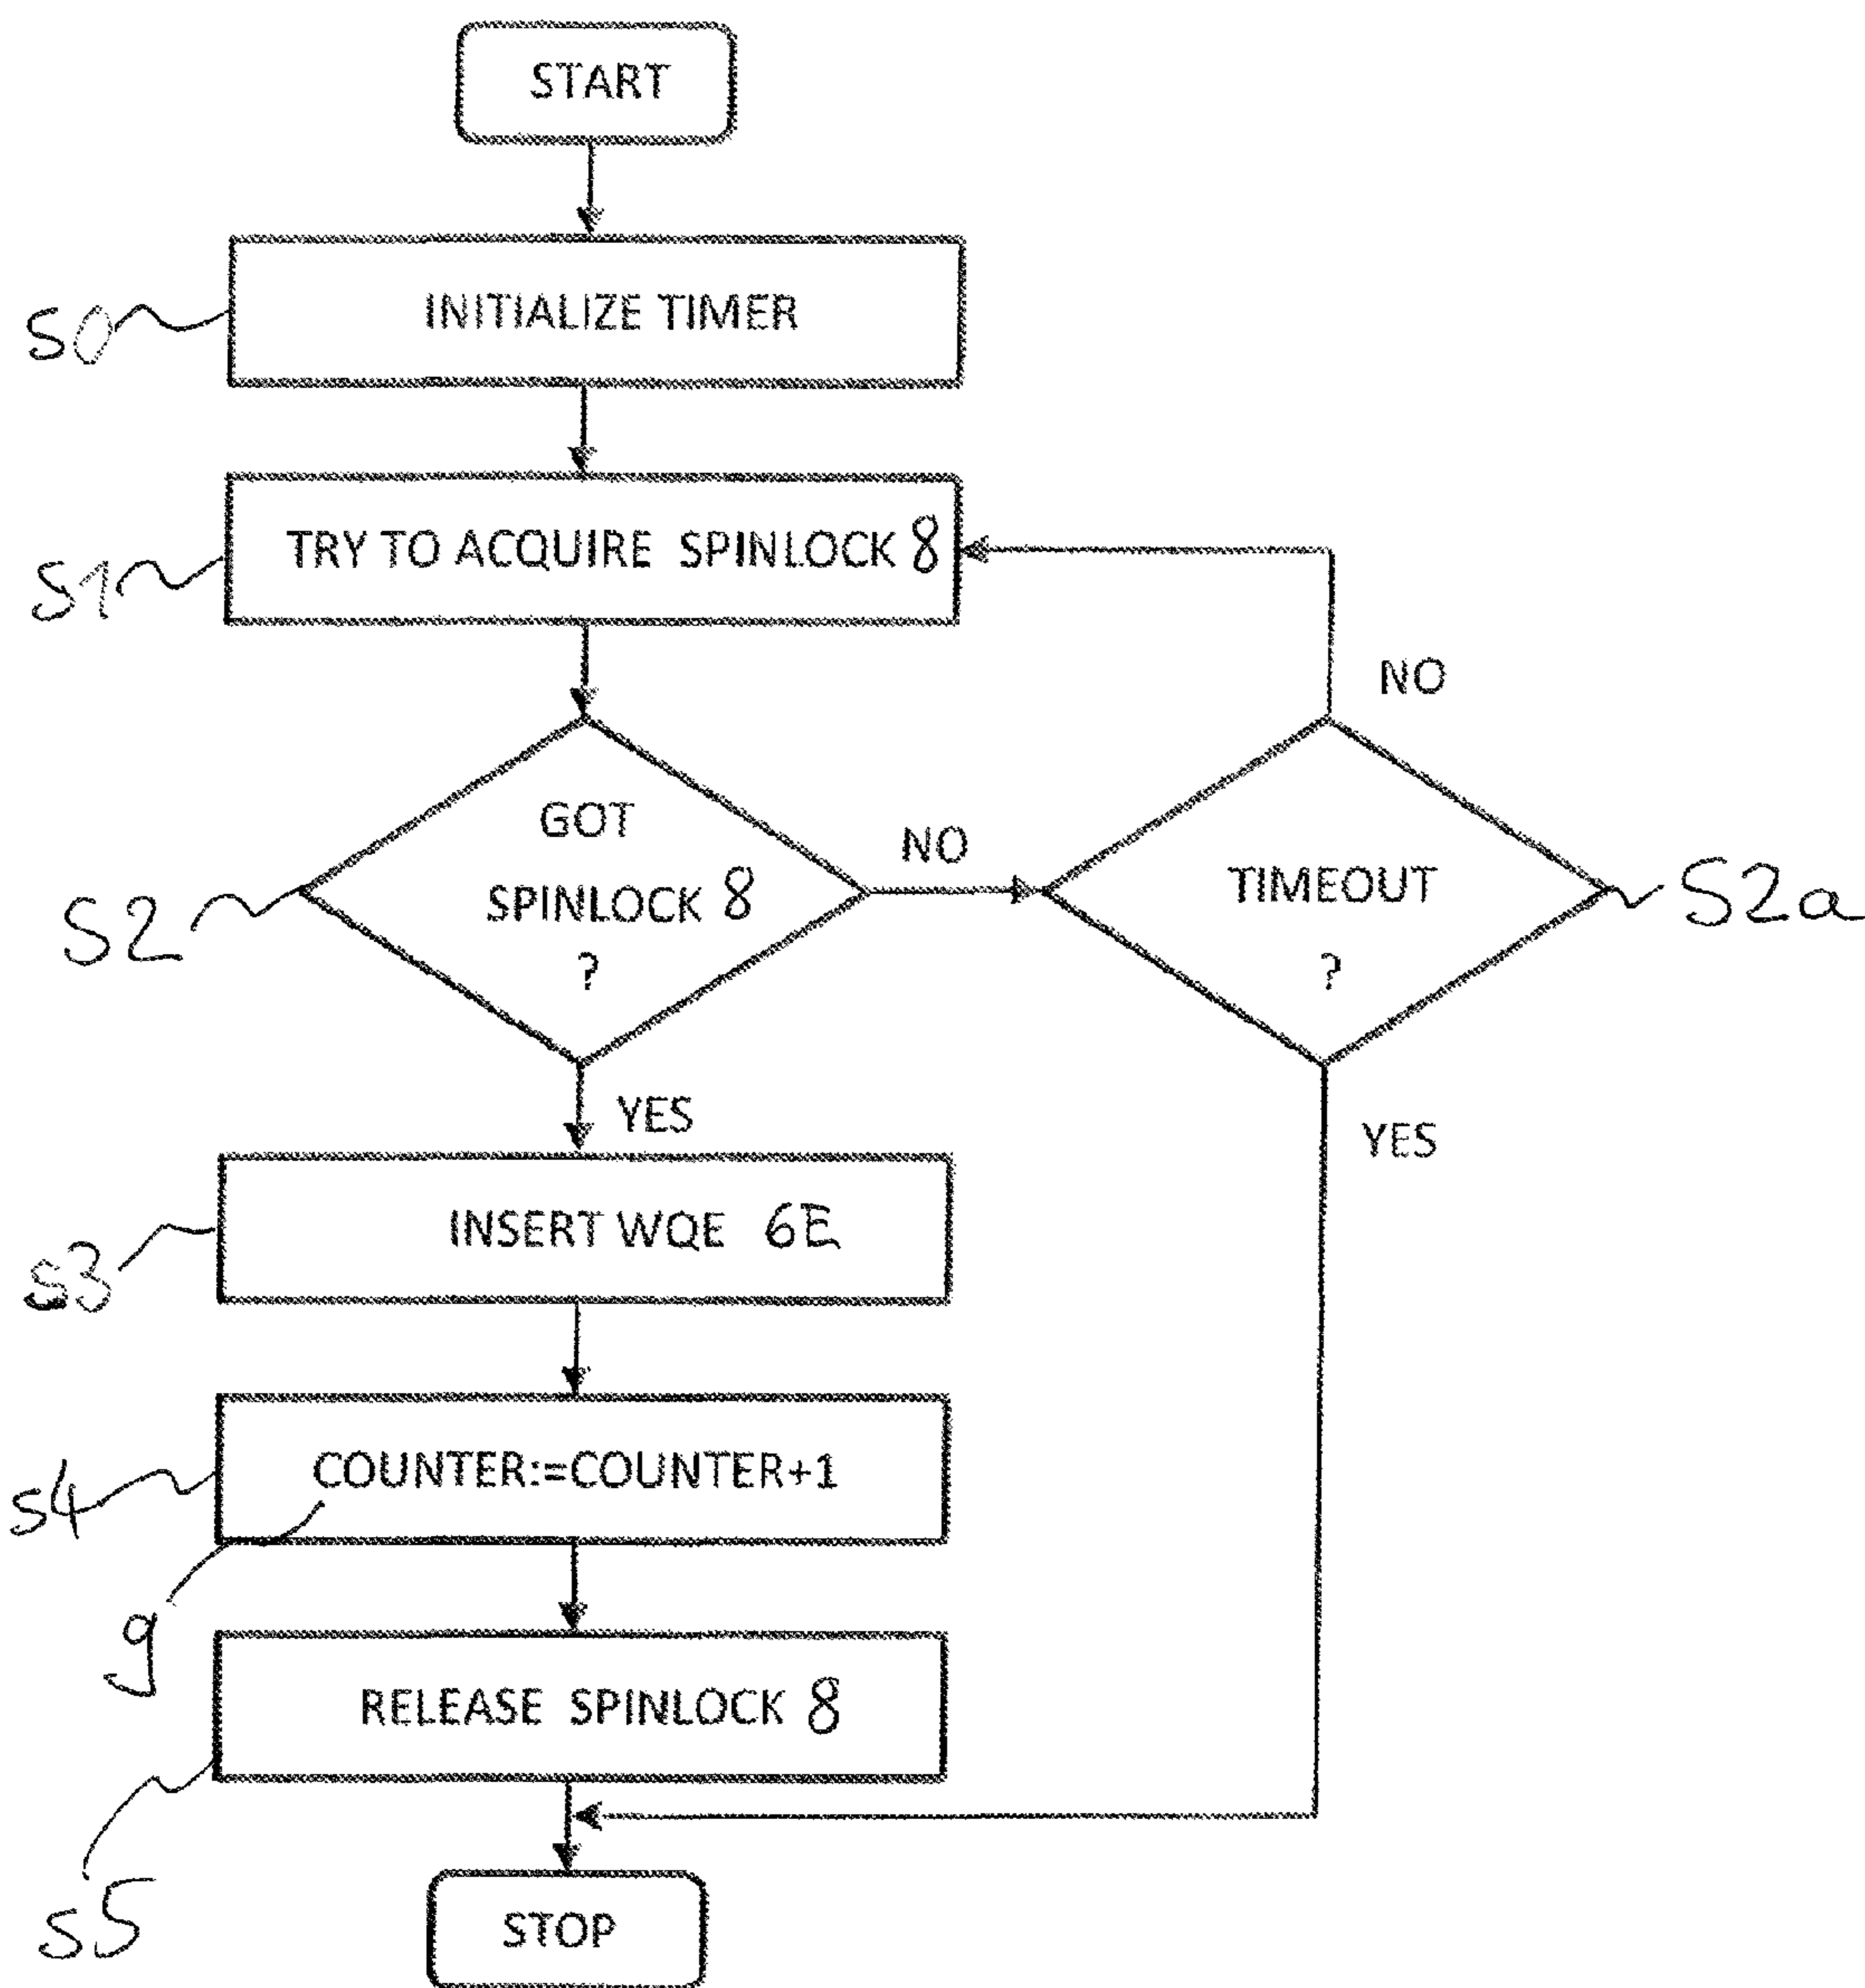 START
INITIALIZE TIMER
S0
TRY TO ACQUIRE SPINLOCK 8
S1
NO
GOT
SPINLOCK 8
?
S2
NO
TIMEOUT
?
S2a
YES
YES
INSERT WQE 6E
S3
COUNTER:=COUNTER+1
S4
9
RELEASE SPINLOCK 8
S5
STOP